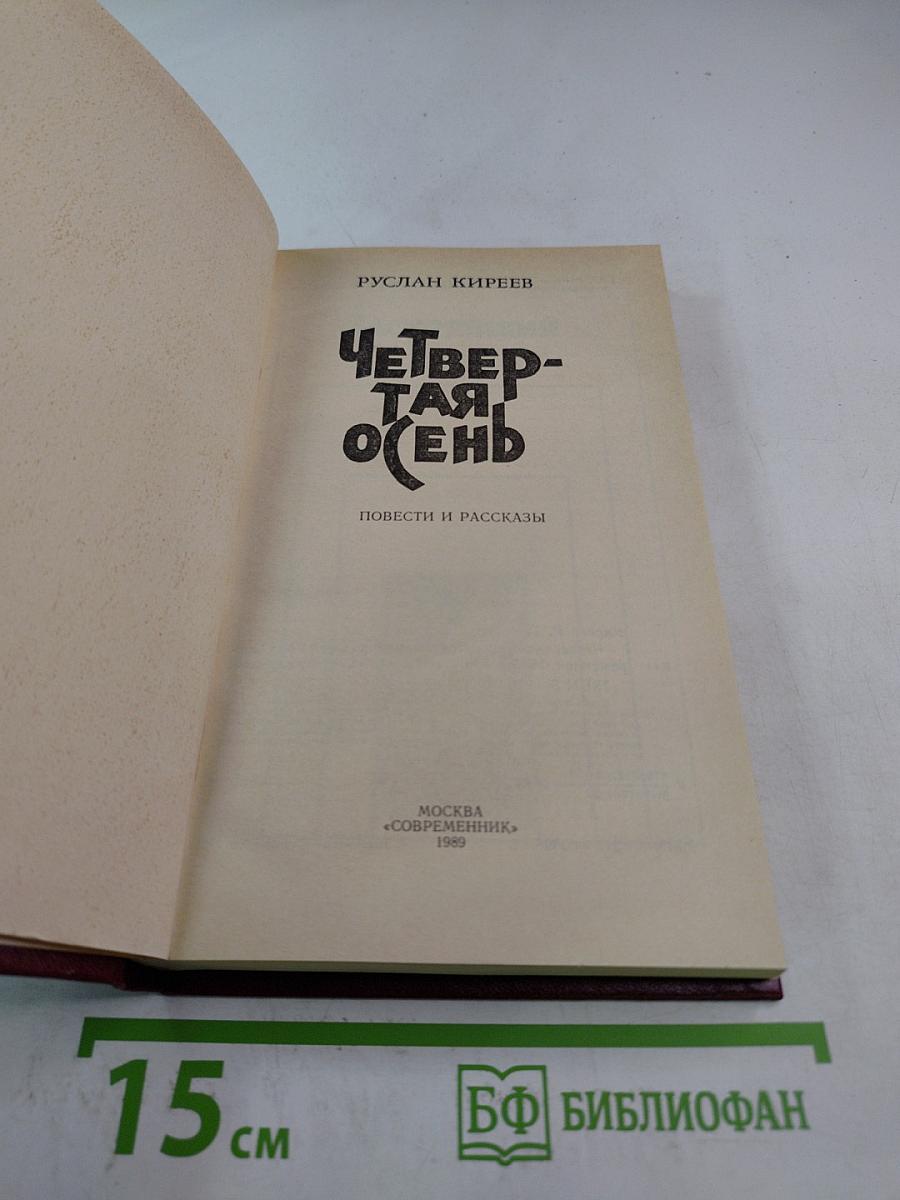 РУСЛАН КИРЕЕВ
ЧЕТВЕР-
ТАЯ
ОСЕНЬ
ПОВЕСТИ И РАССКАЗЫ
МОСКВА
«СОВРЕМЕННИК»
1989
15 см
БФ БИБЛИОФАН